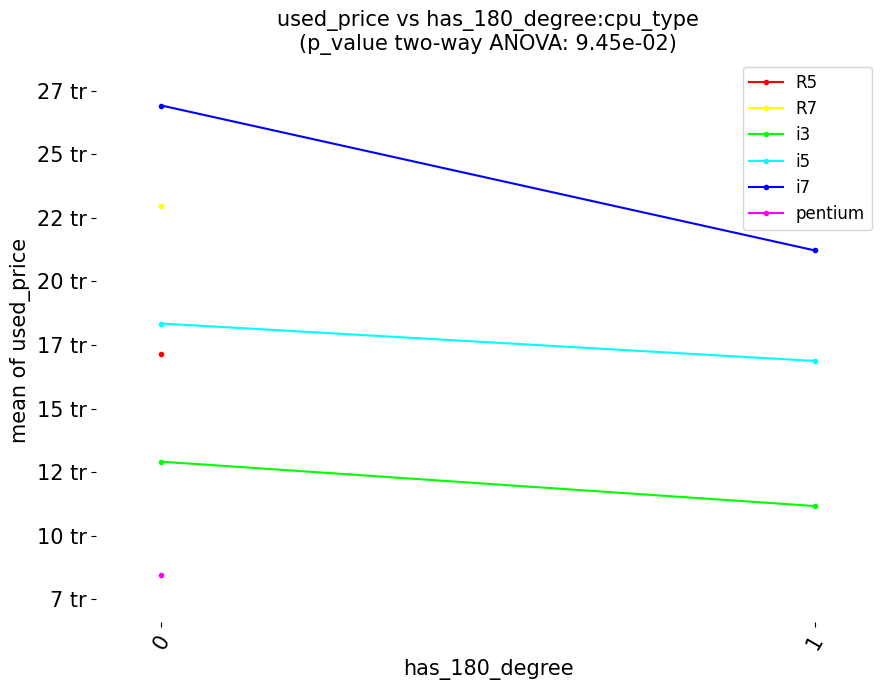 used_price vs has_180_degree:cpu_type
(p_value two-way ANOVA: 9.45e-02)
R5
R7
i3
i5
i7
pentium
27 tr
25 tr
22 tr
20 tr
17 tr
15 tr
12 tr
10 tr
7 tr
mean of used_price
0
1
has_180_degree